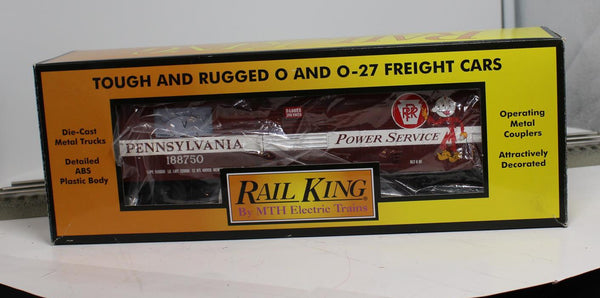 TOUGH AND RUGGED O AND O-27 FREIGHT CARS
Die-Cast
Metal Trucks
Detailed
ABS
Plastic Body
PENNSYLVANIA
188750
POWER SERVICE
A
PRR
Operating
Metal
Couplers
Attractively
Decorated
RAIL KING®
By MTH Electric Trains